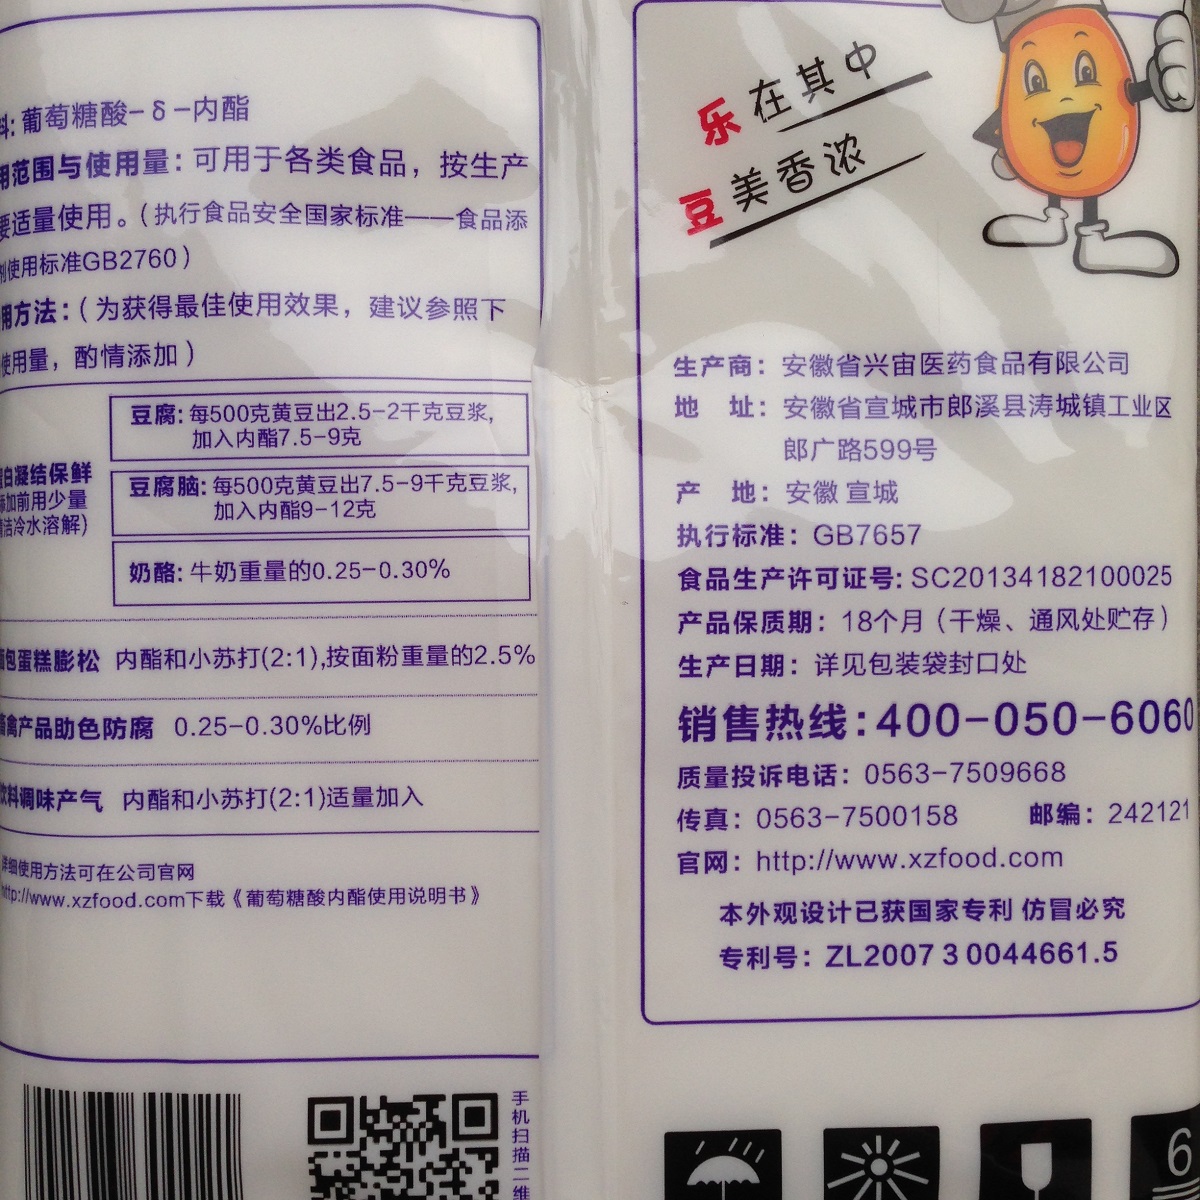 料: 葡萄糖酸-δ-内酯
用范围与使用量: 可用于各类食品，按生产
要适量使用。(执行食品安全国家标准——食品添
剂使用标准GB2760)
用方法: (为获得最佳使用效果，建议参照下
使用量，酌情添加)
蛋白凝结保鲜
添加前用少量
清洁冷水溶解)
豆腐: 每500克黄豆出2.5-2千克豆浆,
加入内酯7.5-9克
豆腐脑: 每500克黄豆出7.5-9千克豆浆,
加入内酯9-12克
奶酪: 牛奶重量的0.25-0.30%
面包蛋糕膨松 内酯和小苏打(2:1),按面粉重量的2.5%
畜禽产品助色防腐 0.25-0.30%比例
饮料调味产气 内酯和小苏打(2:1)适量加入
详细使用方法可在公司官网
http://www.xzfood.com下载《葡萄糖酸内酯使用说明书》
手机扫描二维
乐在其中
豆美香浓
生产商: 安徽省兴宙医药食品有限公司
地 址: 安徽省宣城市郎溪县涛城镇工业区
郎广路599号
产 地: 安徽 宣城
执行标准: GB7657
食品生产许可证号: SC20134182100025
产品保质期: 18个月 (干燥、通风处贮存)
生产日期: 详见包装袋封口处
销售热线: 400-050-6060
质量投诉电话: 0563-7509668
传真: 0563-7500158 邮编: 242121
官网: http://www.xzfood.com
本外观设计已获国家专利 仿冒必究
专利号: ZL2007 3 0044661.5
6